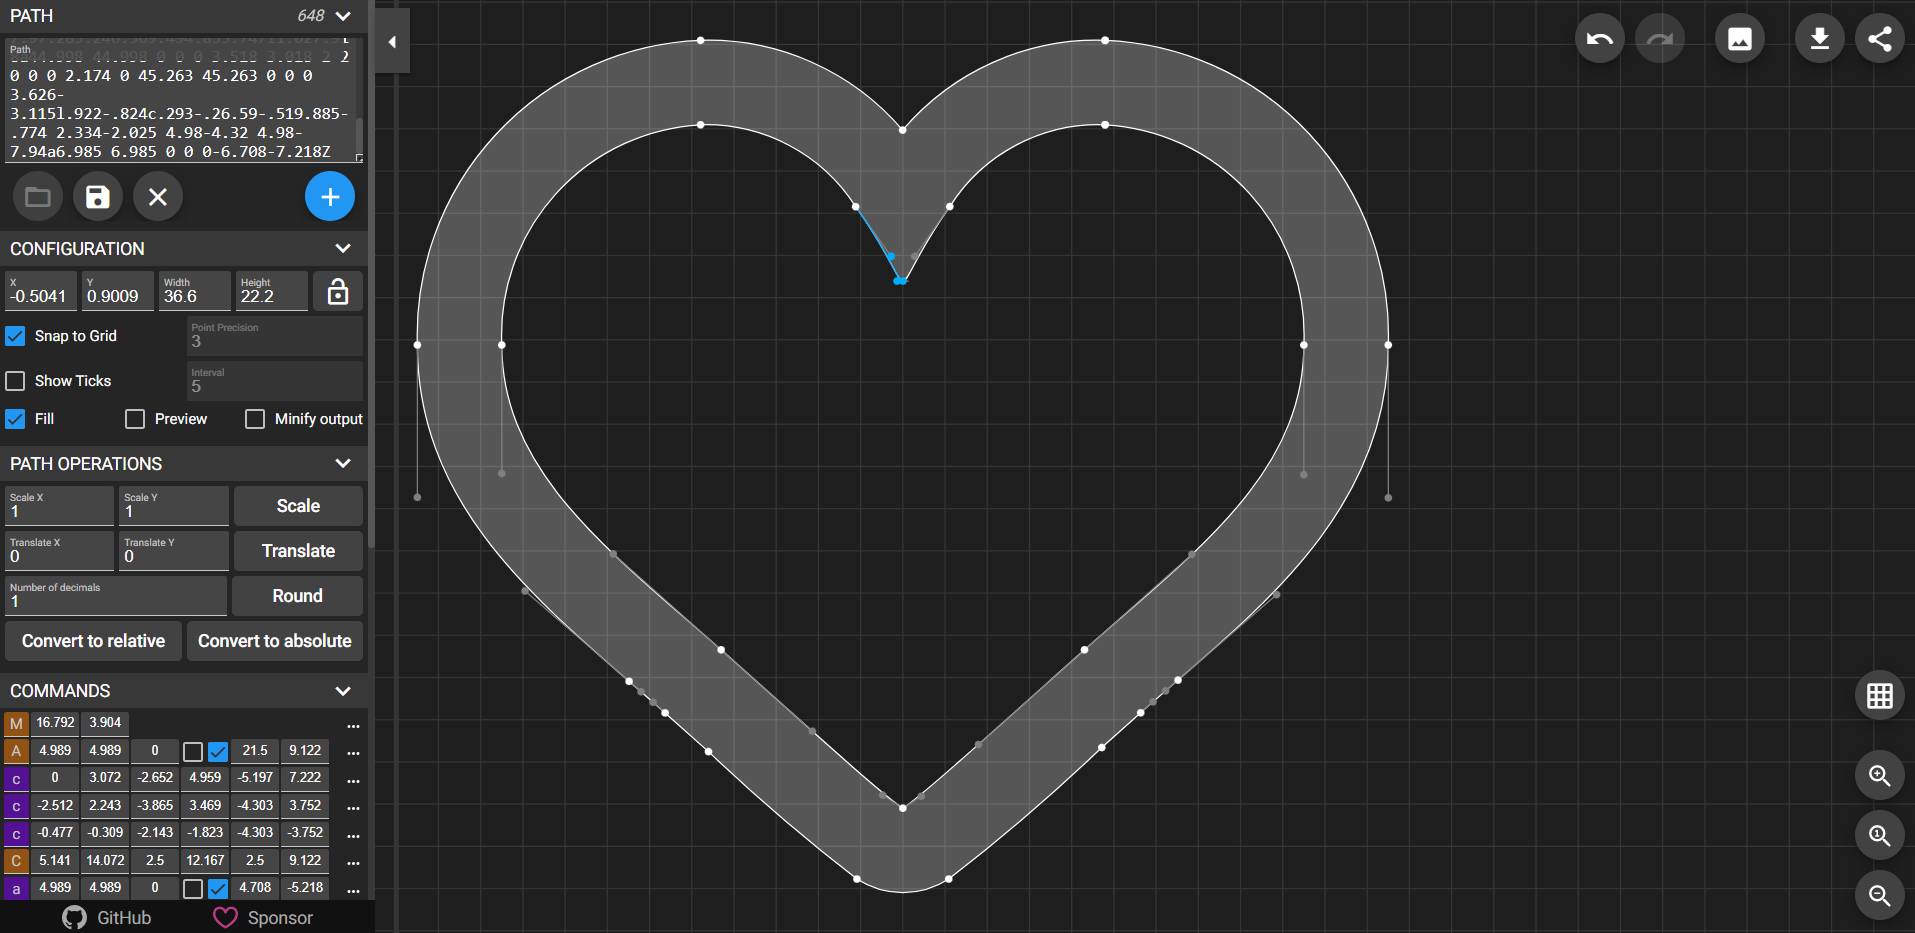 PATH 648
Path
0 0 0 2.174 0 45.263 45.263 0 0 0
3.626-
3.115l.922-.824c.293-.26.59-.519.885-
.774 2.334-2.025 4.98-4.32 4.98-
7.94a6.985 6.985 0 0 0-6.708-7.218Z
CONFIGURATION
X Y Width Height
-0.5041 0.9009 36.6 22.2
Snap to Grid
Point Precision
3
Show Ticks
Interval
5
Fill Preview Minify output
PATH OPERATIONS
Scale X Scale Y
1 1 Scale
Translate X Translate Y
0 0 Translate
Number of decimals
1 Round
Convert to relative Convert to absolute
COMMANDS
M 16.792 3.904
A 4.989 4.989 0 21.5 9.122
c 0 3.072 -2.652 4.959 -5.197 7.222
c -2.512 2.243 -3.865 3.469 -4.303 3.752
c -0.477 -0.309 -2.143 -1.823 -4.303 -3.752
C 5.141 14.072 2.5 12.167 2.5 9.122
a 4.989 4.989 0 4.708 -5.218
GitHub Sponsor